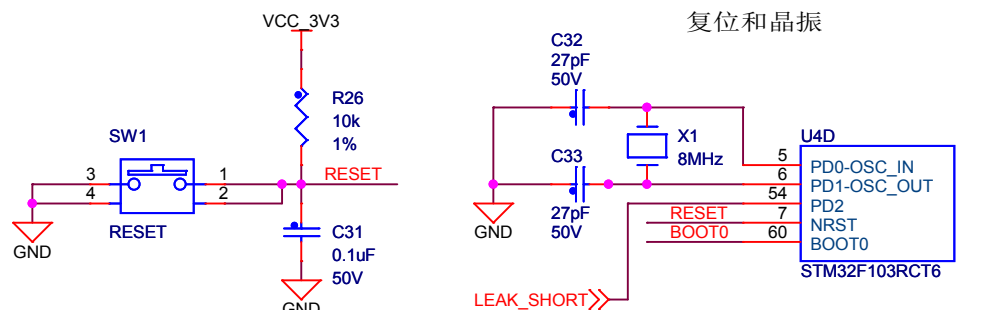 复位和晶振
VCC_3V3
R26
10k
1%
SW1
3
4
1
2
RESET
RESET
GND
C31
0.1uF
50V
GND
C32
27pF
50V
X1
8MHz
C33
27pF
50V
GND
U4D
5
PD0-OSC_IN
6
PD1-OSC_OUT
54
PD2
RESET
7
NRST
BOOT0
60
BOOT0
STM32F103RCT6
LEAK_SHORT